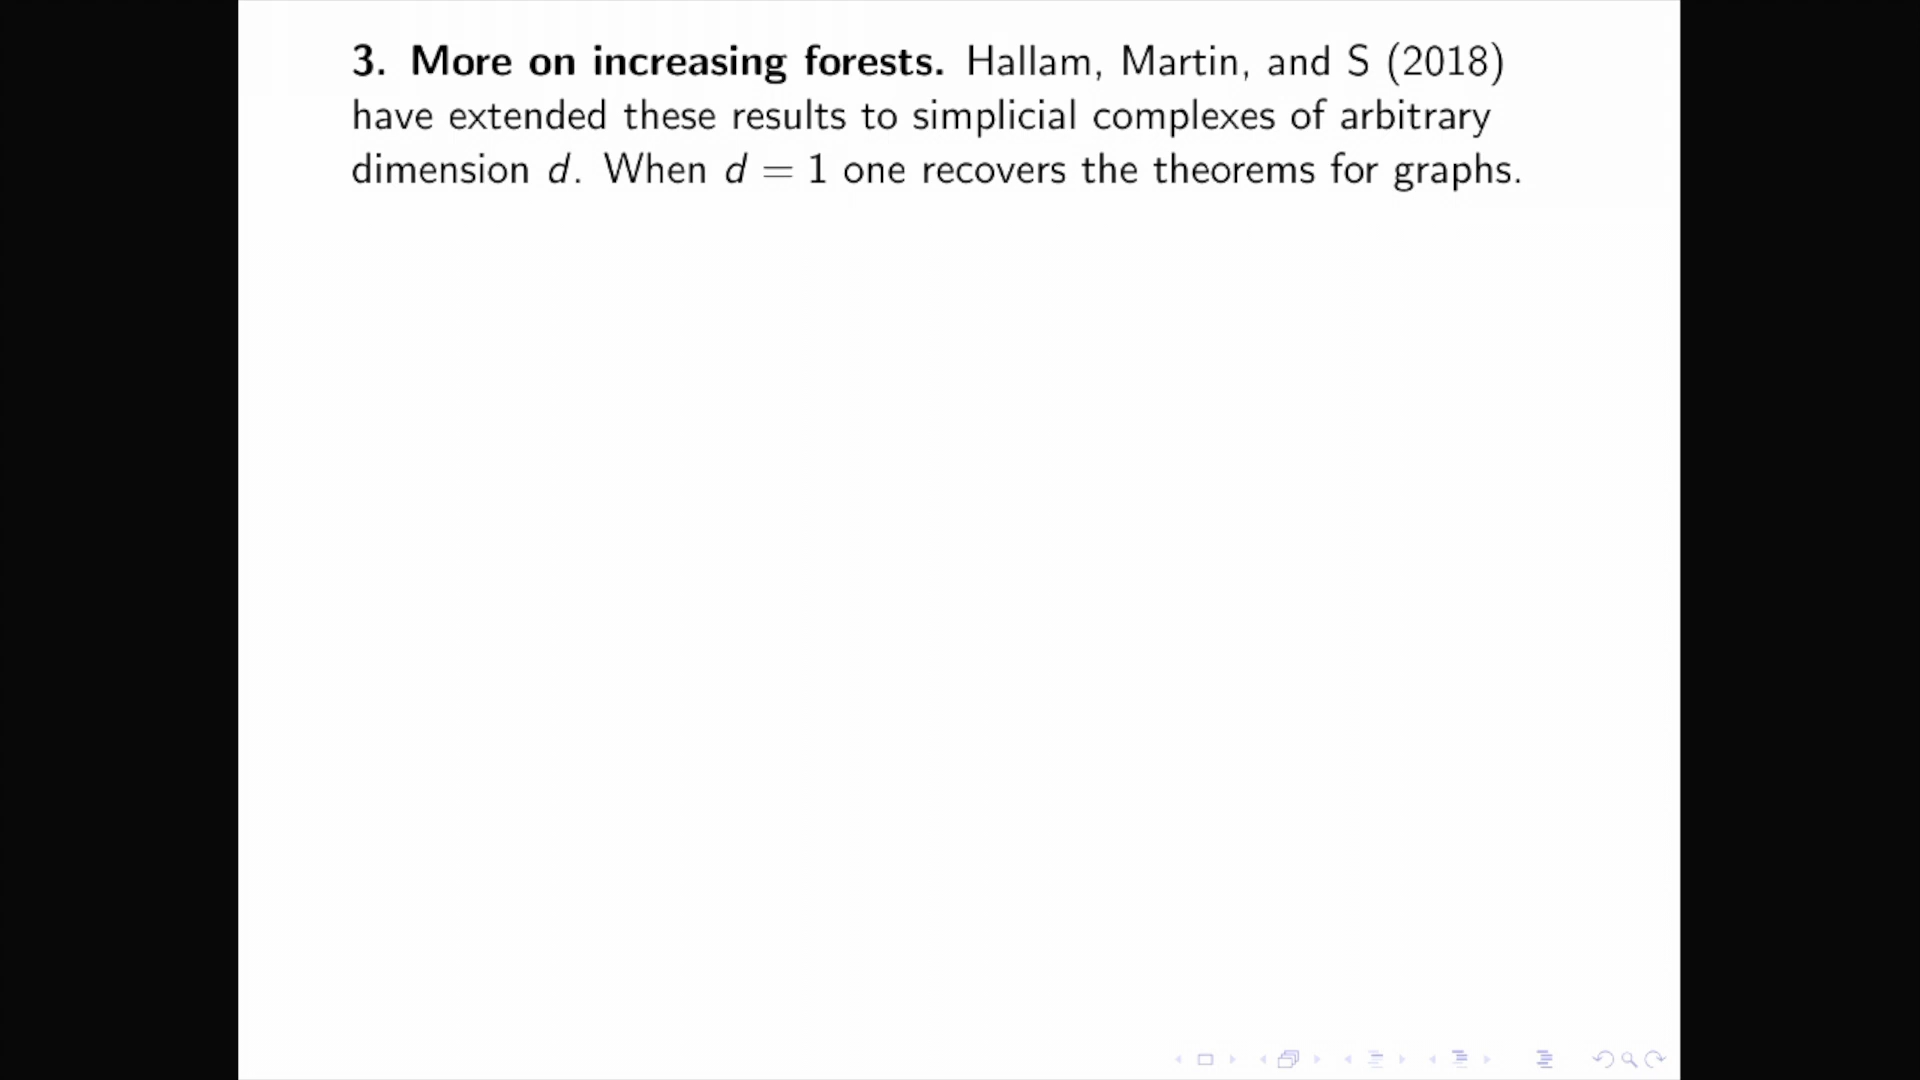 3. More on increasing forests. Hallam, Martin, and S (2018)
have extended these results to simplicial complexes of arbitrary
dimension d. When d = 1 one recovers the theorems for graphs.